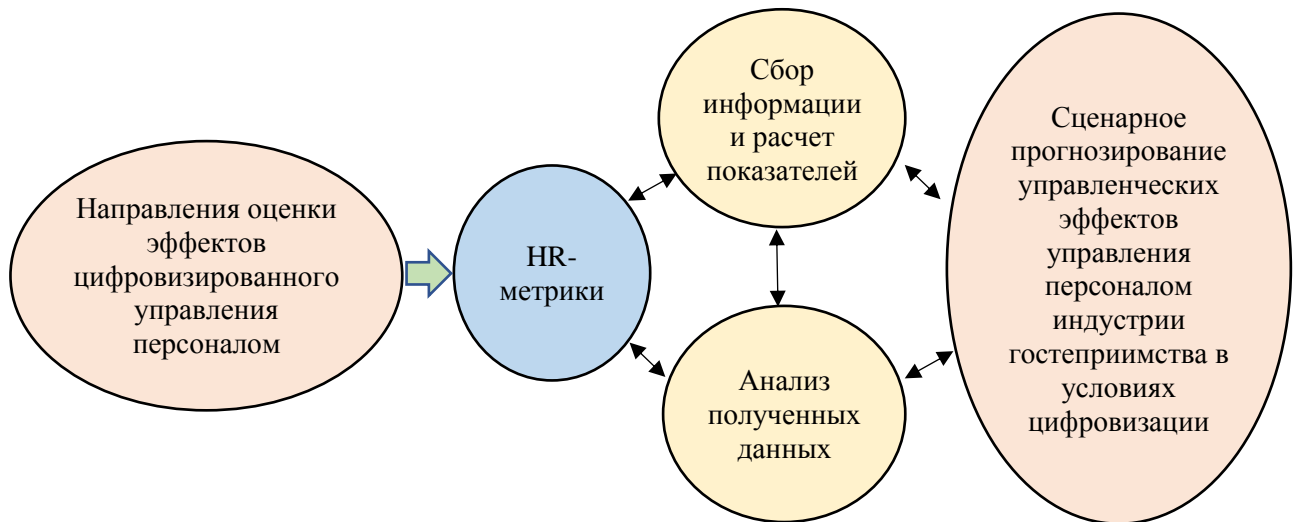 Направления оценки
эффектов
цифровизированного
управления
персоналом
HR-
метрики
Сбор
информации
и расчет
показателей
Анализ
полученных
данных
Сценарное
прогнозирование
управленческих
эффектов
управления
персоналом
индустрии
гостеприимства в
условиях
цифровизации